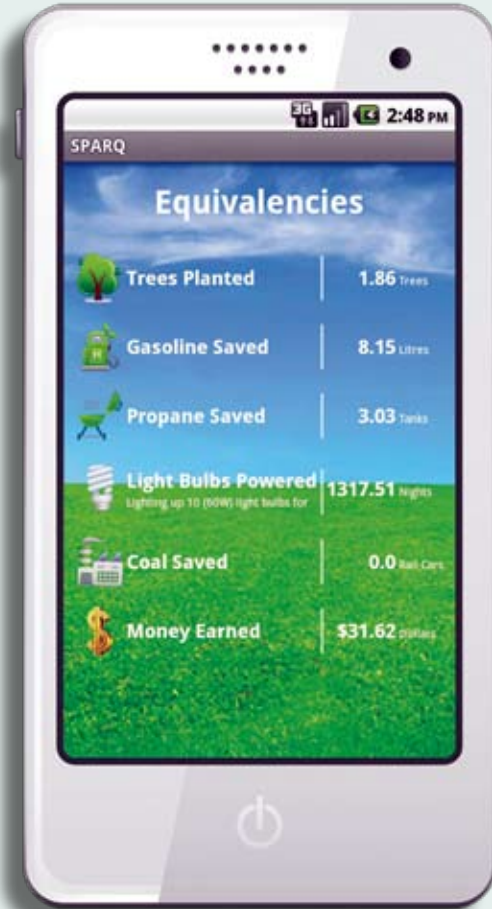 3G 2:48 PM
SPARQ
Equivalencies
Trees Planted 1.86 Trees
Gasoline Saved 8.15 Litres
H
Propane Saved 3.03 Tanks
Light Bulbs Powered 1317.51 Nights
Lighting up 10 (60W) light bulbs for
Coal Saved 0.0 Rail Cars
Money Earned $31.62 Dollars